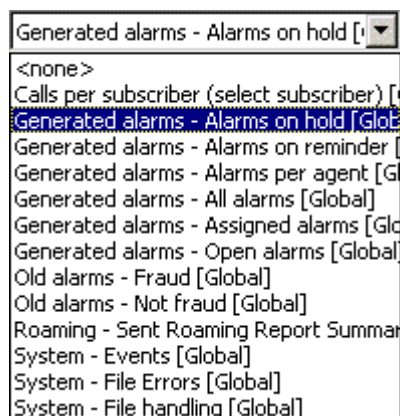 Generated alarms - Alarms on hold [
<none>
Calls per subscriber (select subscriber) [
Generated alarms - Alarms on hold [Glob
Generated alarms - Alarms on reminder [
Generated alarms - Alarms per agent [Gl
Generated alarms - All alarms [Global]
Generated alarms - Assigned alarms [Glo
Generated alarms - Open alarms [Global]
Old alarms - Fraud [Global]
Old alarms - Not fraud [Global]
Roaming - Sent Roaming Report Summar
System - Events [Global]
System - File Errors [Global]
System - File handling [Global]